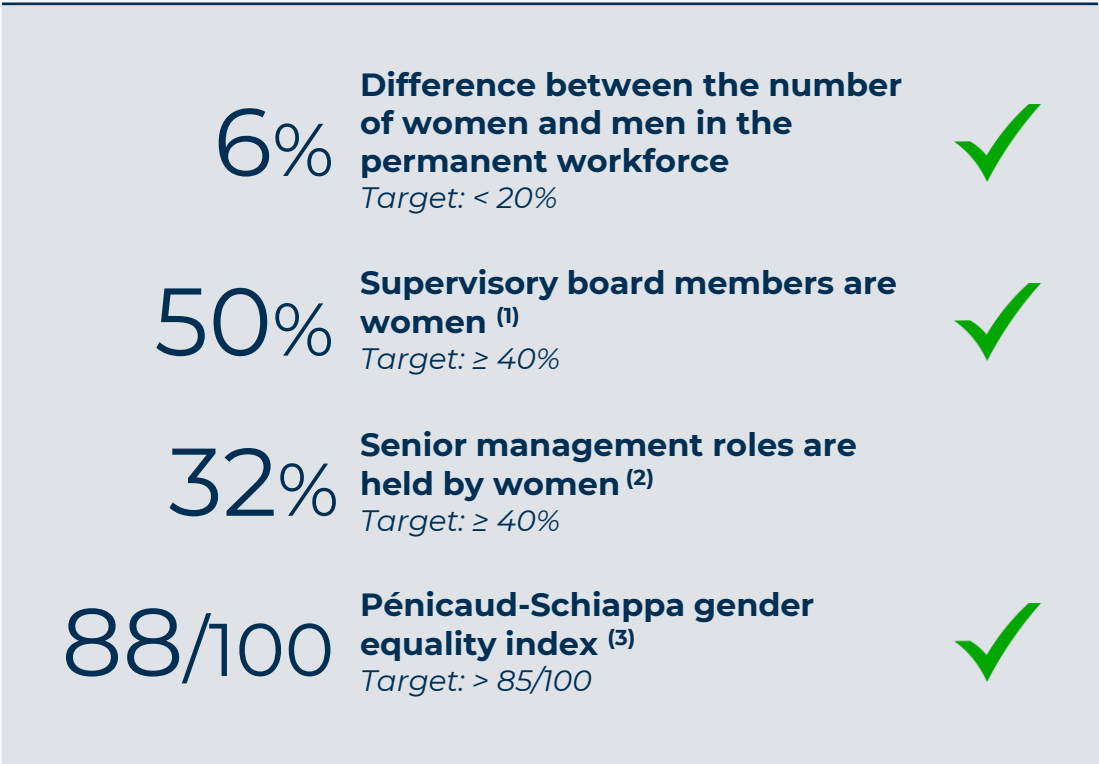 6%
Difference between the number
of women and men in the
permanent workforce
Target: < 20%
50%
Supervisory board members are
women (1)
Target: ≥ 40%
32%
Senior management roles are
held by women (2)
Target: ≥ 40%
88/100
Pénicaud-Schiappa gender
equality index (3)
Target: > 85/100